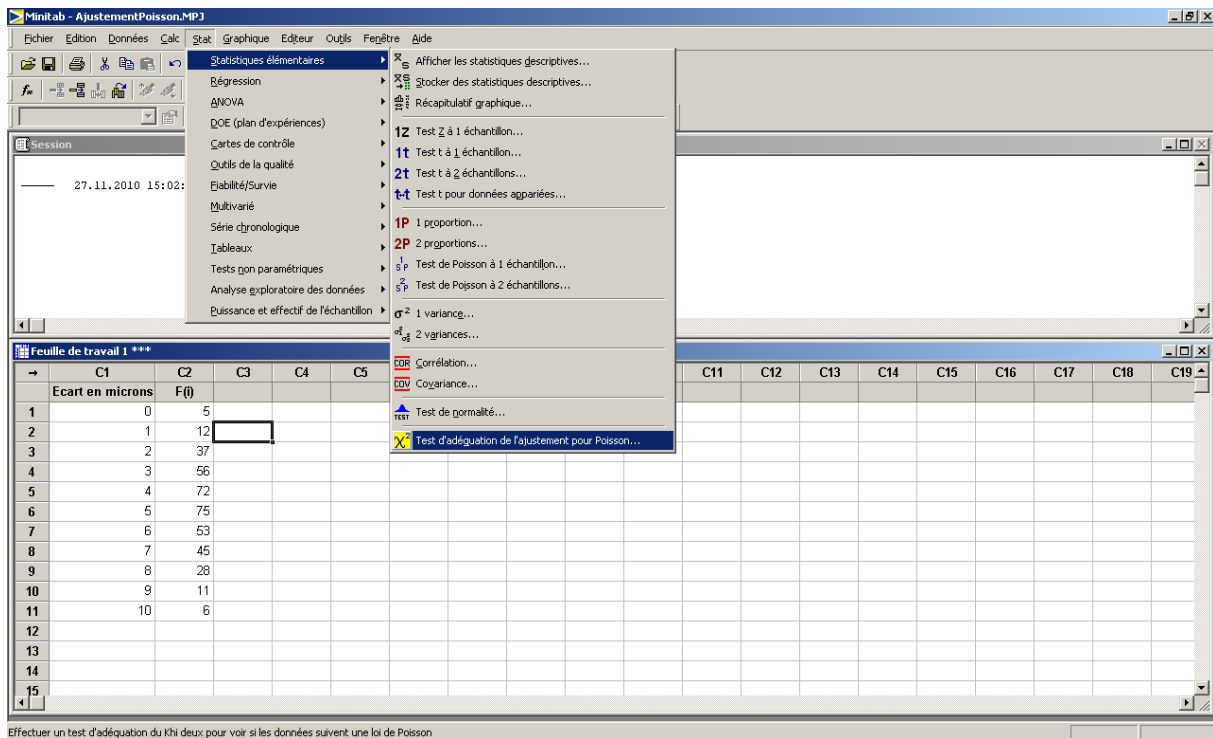 Minitab - AjustementPoisson.MPJ
Fichier Edition Données Calc Stat Graphique Editeur Outils Fenêtre Aide
Statistiques élémentaires
Régression
ANOVA
DOE (plan d'expériences)
Cartes de contrôle
Outils de la qualité
Fiabilité/Survie
Multivarié
Série chronologique
Tableaux
Tests non paramétriques
Analyse exploratoire des données
Puissance et effectif de l'échantillon
Afficher les statistiques descriptives...
Stocker des statistiques descriptives...
Récapitulatif graphique...
1Z Test Z à 1 échantillon...
1t Test t à 1 échantillon...
2t Test t à 2 échantillons...
t-t Test t pour données appariées...
1P 1 proportion...
2P 2 proportions...
1 S P Test de Poisson à 1 échantillon...
2 S P Test de Poisson à 2 échantillons...
σ² 1 variance...
2 variances...
COR Corrélation...
COV Covariance...
TEST Test de normalité...
χ² Test d'adéquation de l'ajustement pour Poisson...
Session
27.11.2010 15:02:
Feuille de travail 1 ***
C1 C2 C3 C4 C5 C11 C12 C13 C14 C15 C16 C17 C18 C19
Ecart en microns F(i)
1 0 5
2 1 12
3 2 37
4 3 56
5 4 72
6 5 75
7 6 53
8 7 45
9 8 28
10 9 11
11 10 6
12
13
14
15
Effectuer un test d'adéquation du Khi deux pour voir si les données suivent une loi de Poisson